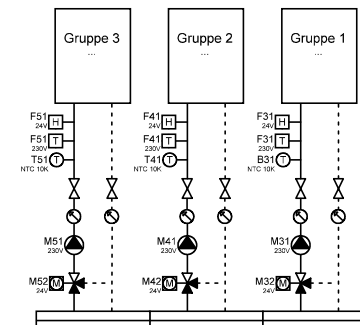 Gruppe 3
...
Gruppe 2
...
Gruppe 1
...
F51 H
24V
F41 H
24V
F31 H
24V
F51 T
230V
F41 T
230V
F31 T
230V
T51 T
NTC 10K
T41 T
NTC 10K
B31 T
NTC 10K
M51
230V
M41
230V
M31
230V
M52 M
24V
M42 M
24V
M32 M
24V